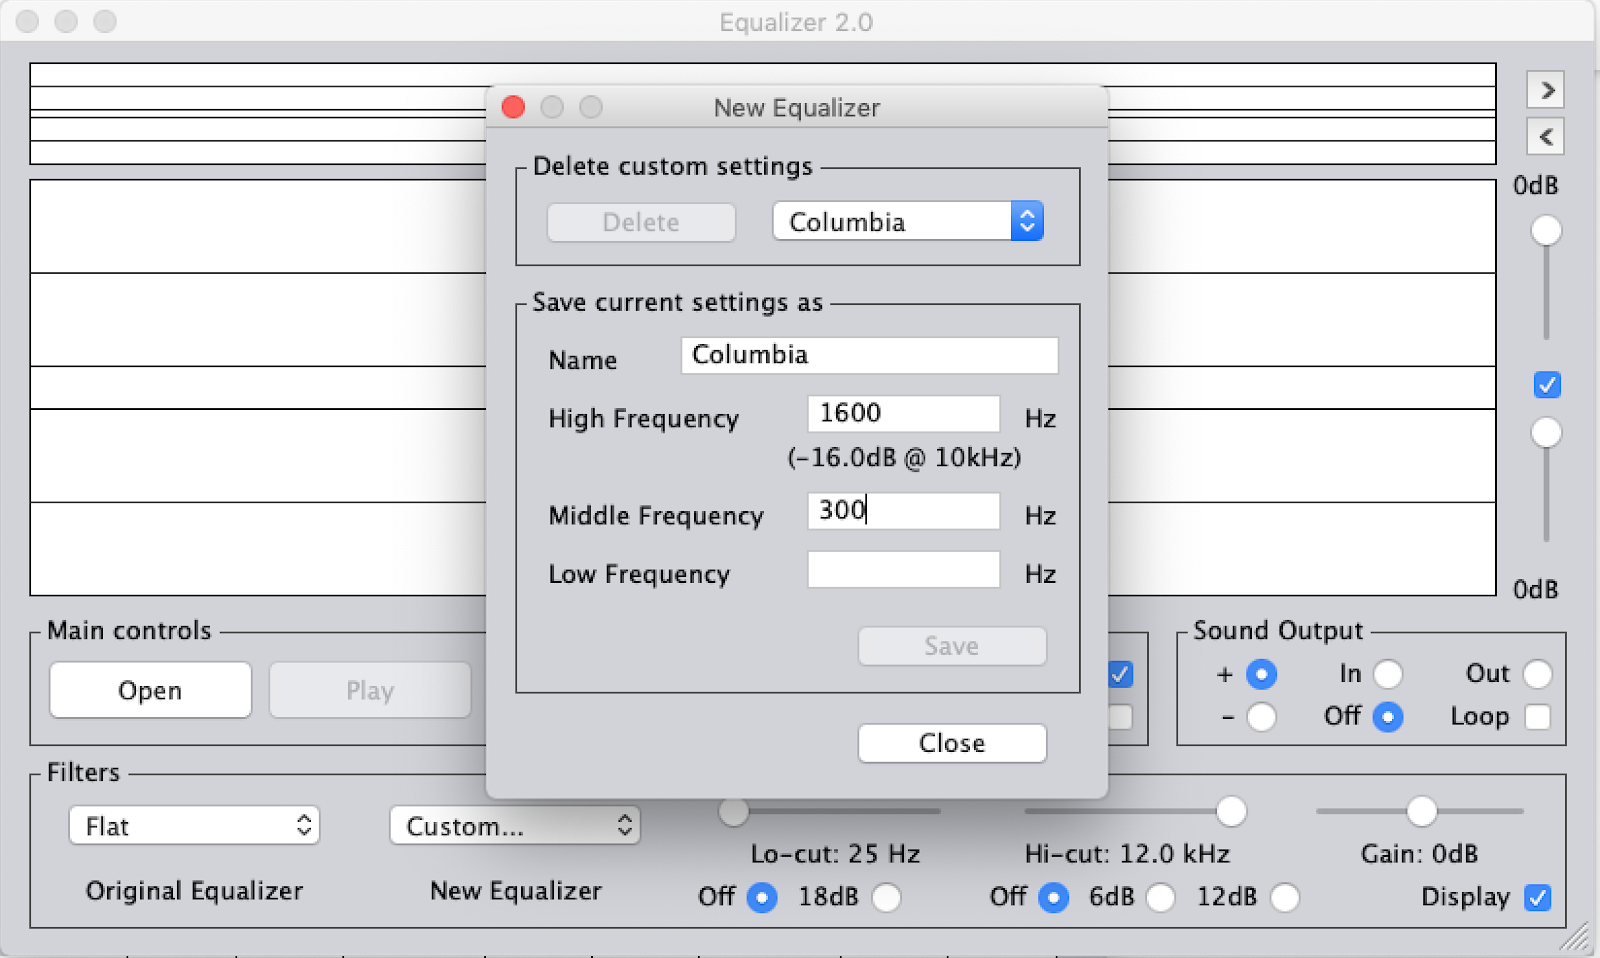 Equalizer 2.0
>
<
0dB
New Equalizer
Delete custom settings
Delete
Columbia
Save current settings as
Name
Columbia
High Frequency
1600
Hz
(-16.0dB @ 10kHz)
Middle Frequency
300
Hz
Low Frequency
Hz
Save
Close
0dB
Main controls
Open
Play
Sound Output
+ In Out
- Off Loop
Filters
Flat
Custom...
Original Equalizer
New Equalizer
Lo-cut: 25 Hz
Off 18dB
Hi-cut: 12.0 kHz
Off 6dB 12dB
Gain: 0dB
Display